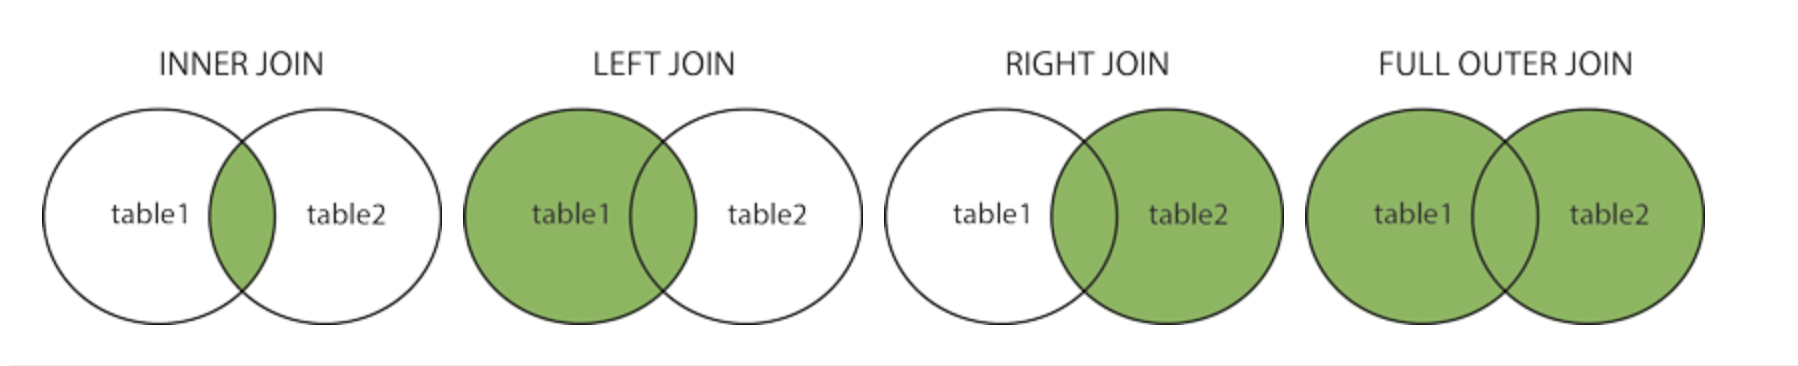 INNER JOIN
LEFT JOIN
RIGHT JOIN
FULL OUTER JOIN
table1
table2
table1
table2
table1
table2
table1
table2